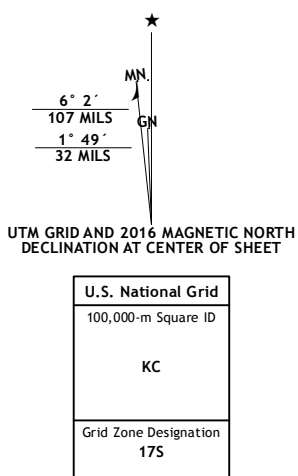 ★
MN.
6° 2´
107 MILS
GN
1° 49´
32 MILS
UTM GRID AND 2016 MAGNETIC NORTH
DECLINATION AT CENTER OF SHEET
U.S. National Grid
100,000-m Square ID
KC
Grid Zone Designation
17S